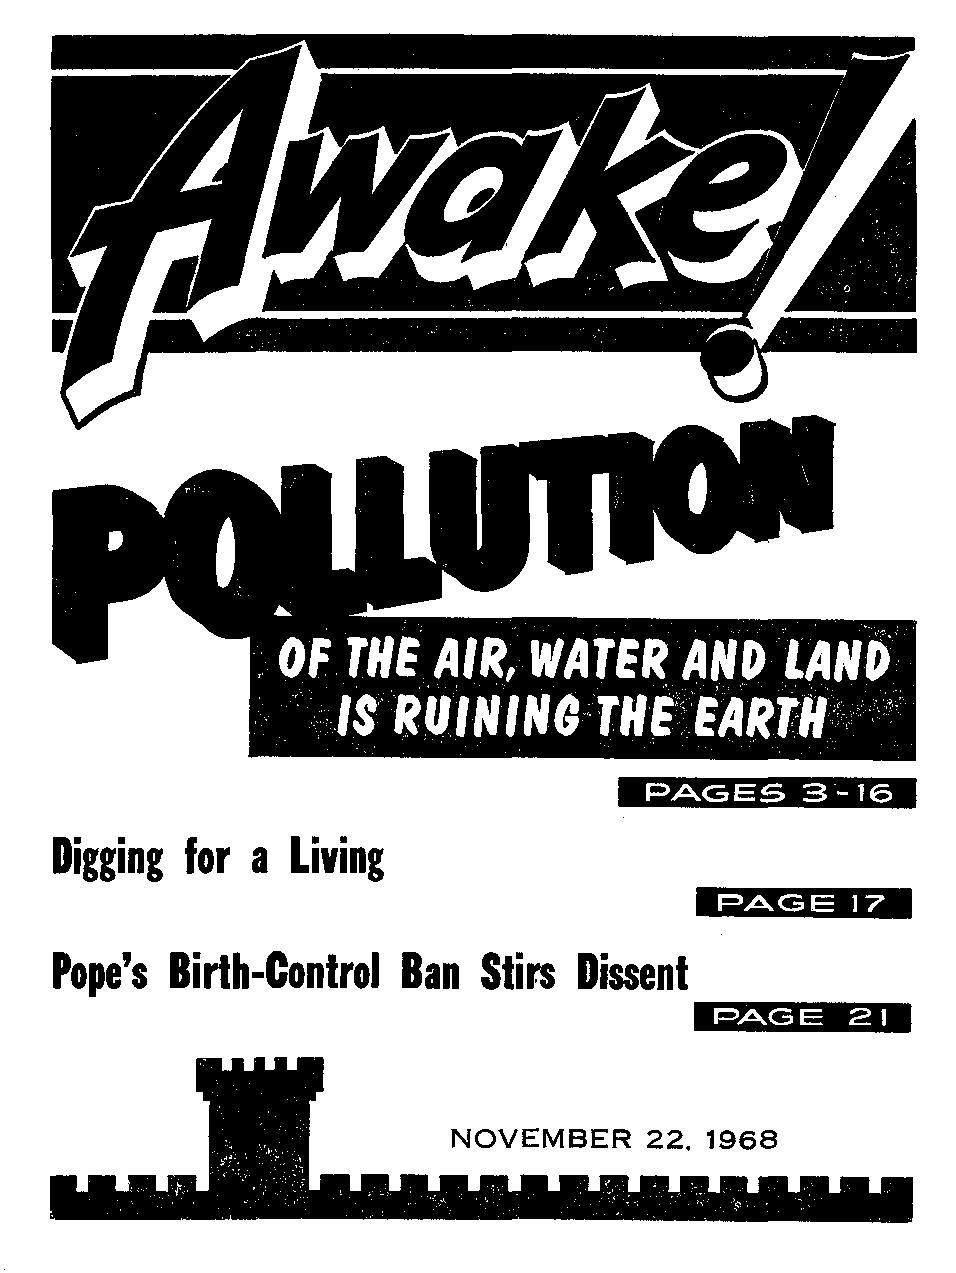 Awake!
POLLUTION
OF THE AIR, WATER AND LAND
IS RUINING THE EARTH
PAGES 3-16
Digging for a Living
PAGE 17
Pope's Birth-Control Ban Stirs Dissent
PAGE 21
NOVEMBER 22, 1968